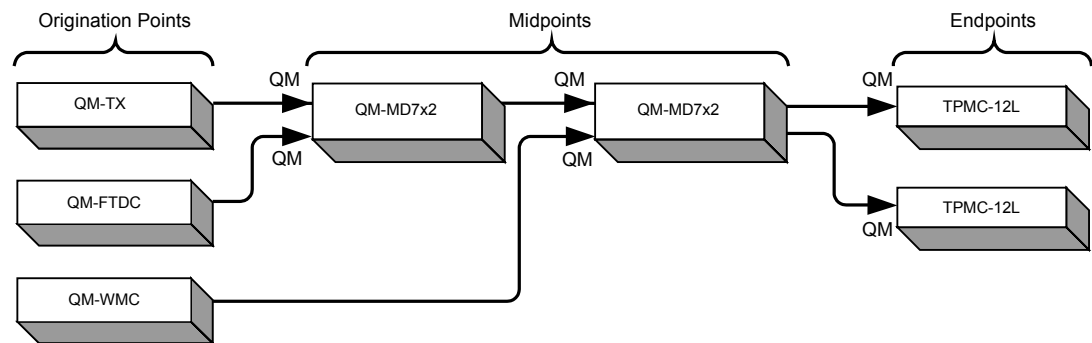 Origination Points
Midpoints
Endpoints
QM-TX
QM
QM-MD7x2
QM
QM-MD7x2
QM
TPMC-12L
QM
QM
QM-FTDC
TPMC-12L
QM
QM-WMC